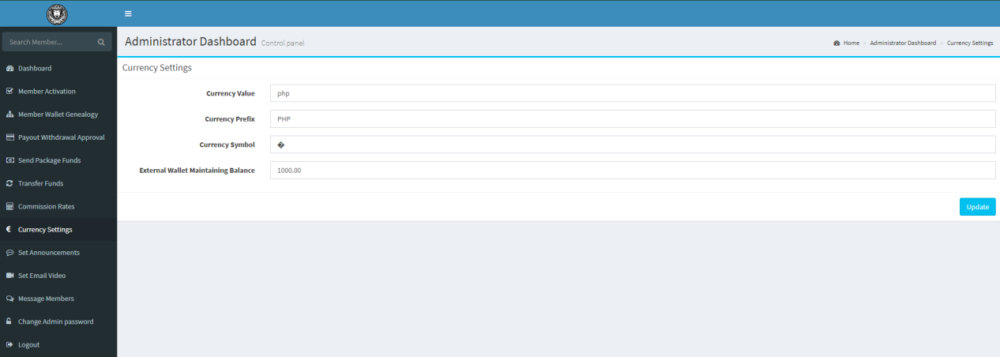 Search Member...
Administrator Dashboard Control panel
Home > Administrator Dashboard > Currency Settings
Dashboard
Member Activation
Member Wallet Genealogy
Payout Withdrawal Approval
Send Package Funds
Transfer Funds
Commission Rates
Currency Settings
Set Announcements
Set Email Video
Message Members
Change Admin password
Logout
Currency Settings
Currency Value php
Currency Prefix PHP
Currency Symbol �
External Wallet Maintaining Balance 1000.00
Update